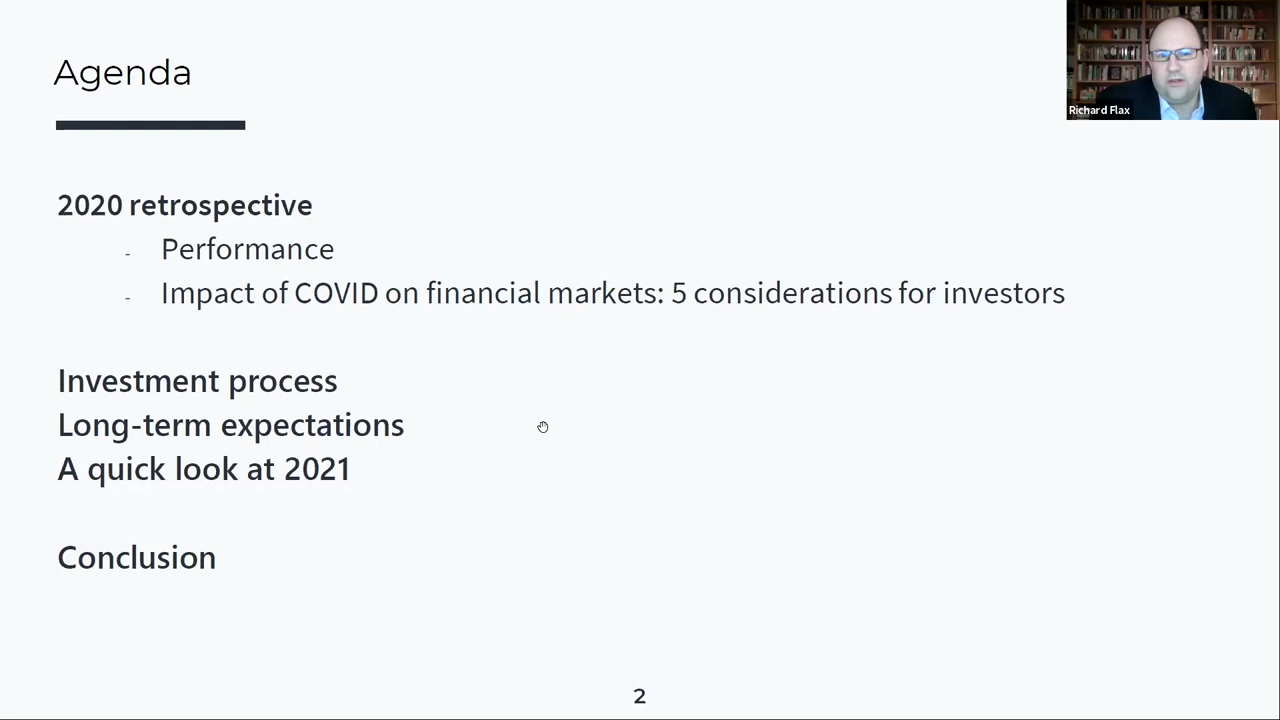 Agenda
Richard Flax
2020 retrospective
- Performance
- Impact of COVID on financial markets: 5 considerations for investors
Investment process
Long-term expectations
A quick look at 2021
Conclusion
2